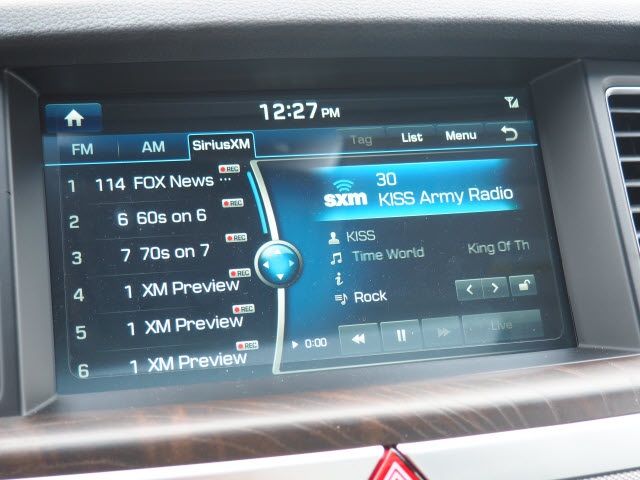 12:27 PM
FM AM SiriusXM Tag List Menu
1 114 FOX News ... REC
2 6 60s on 6 REC
3 7 70s on 7 REC
4 1 XM Preview REC
5 1 XM Preview REC
6 1 XM Preview REC
sxm 30
KISS Army Radio
KISS
Time World King Of Th
i
Rock
0:00 Live